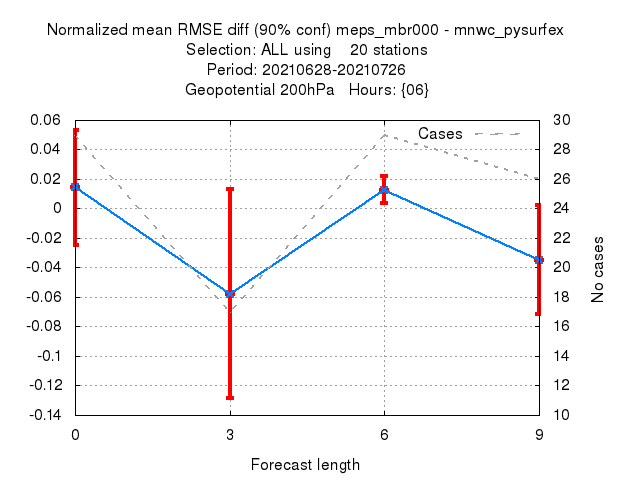 Normalized mean RMSE diff (90% conf) meps_mbr000 - mnwc_pysurfex
Selection: ALL using    20 stations
Period: 20210628-20210726
Geopotential 200hPa   Hours: {06}
Cases
0.06
0.04
0.02
0
-0.02
-0.04
-0.06
-0.08
-0.1
-0.12
-0.14
30
28
26
24
22
20
18
16
14
12
10
No cases
0 3 6 9
Forecast length